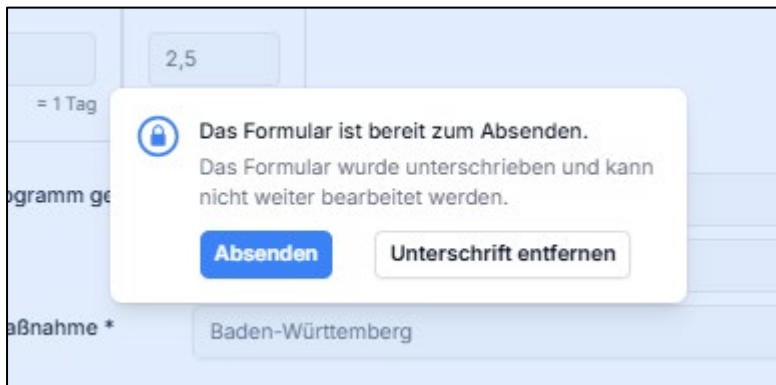 2,5
= 1 Tag
Das Formular ist bereit zum Absenden.
Das Formular wurde unterschrieben und kann
nicht weiter bearbeitet werden.
ogramm ge
Absenden
Unterschrift entfernen
aßnahme *
Baden-Württemberg